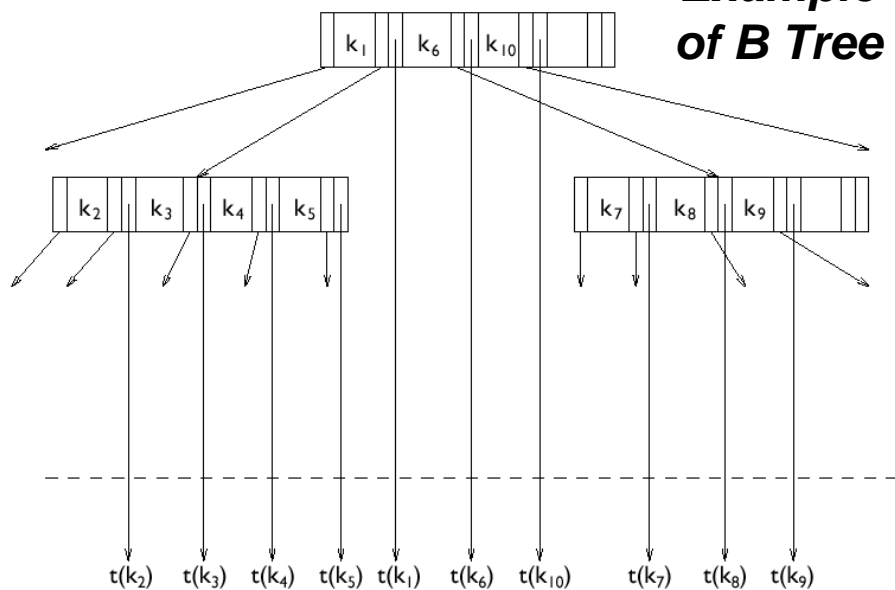 Example
of B Tree
k₁ k₆ k₁₀
k₂ k₃ k₄ k₅ k₇ k₈ k₉
t(k₂) t(k₃) t(k₄) t(k₅) t(k₁) t(k₆) t(k₁₀) t(k₇) t(k₈) t(k₉)